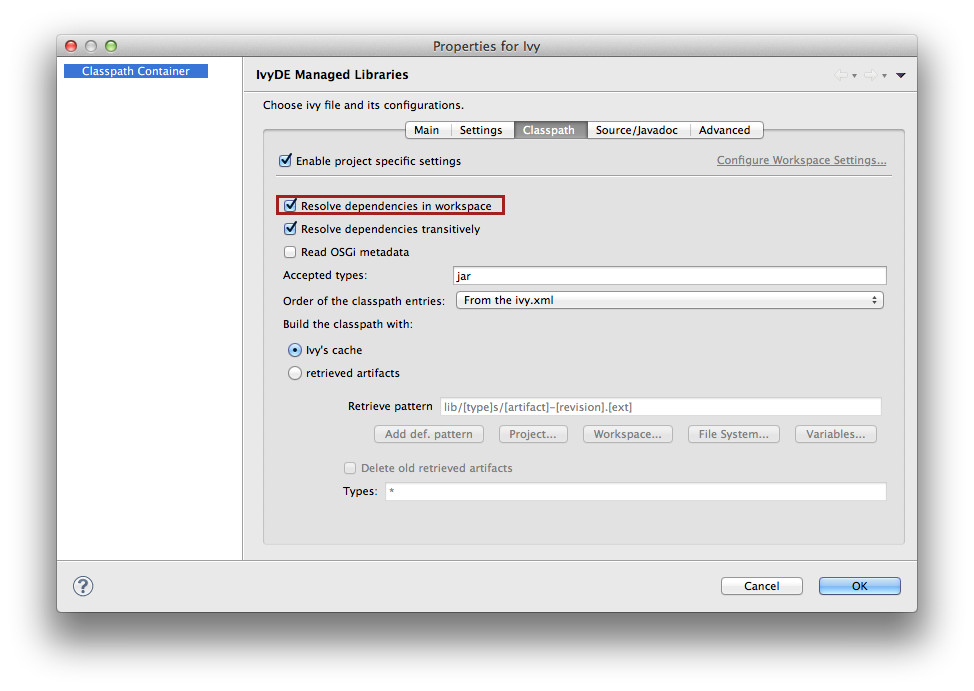 Properties for Ivy
Classpath Container
IvyDE Managed Libraries
Choose ivy file and its configurations.
Main Settings Classpath Source/Javadoc Advanced
Enable project specific settings Configure Workspace Settings...
Resolve dependencies in workspace
Resolve dependencies transitively
Read OSGi metadata
Accepted types: jar
Order of the classpath entries: From the ivy.xml
Build the classpath with:
Ivy's cache
retrieved artifacts
Retrieve pattern lib/[type]s/[artifact]-[revision].[ext]
Add def. pattern Project... Workspace... File System... Variables...
Delete old retrieved artifacts
Types: *
? Cancel OK